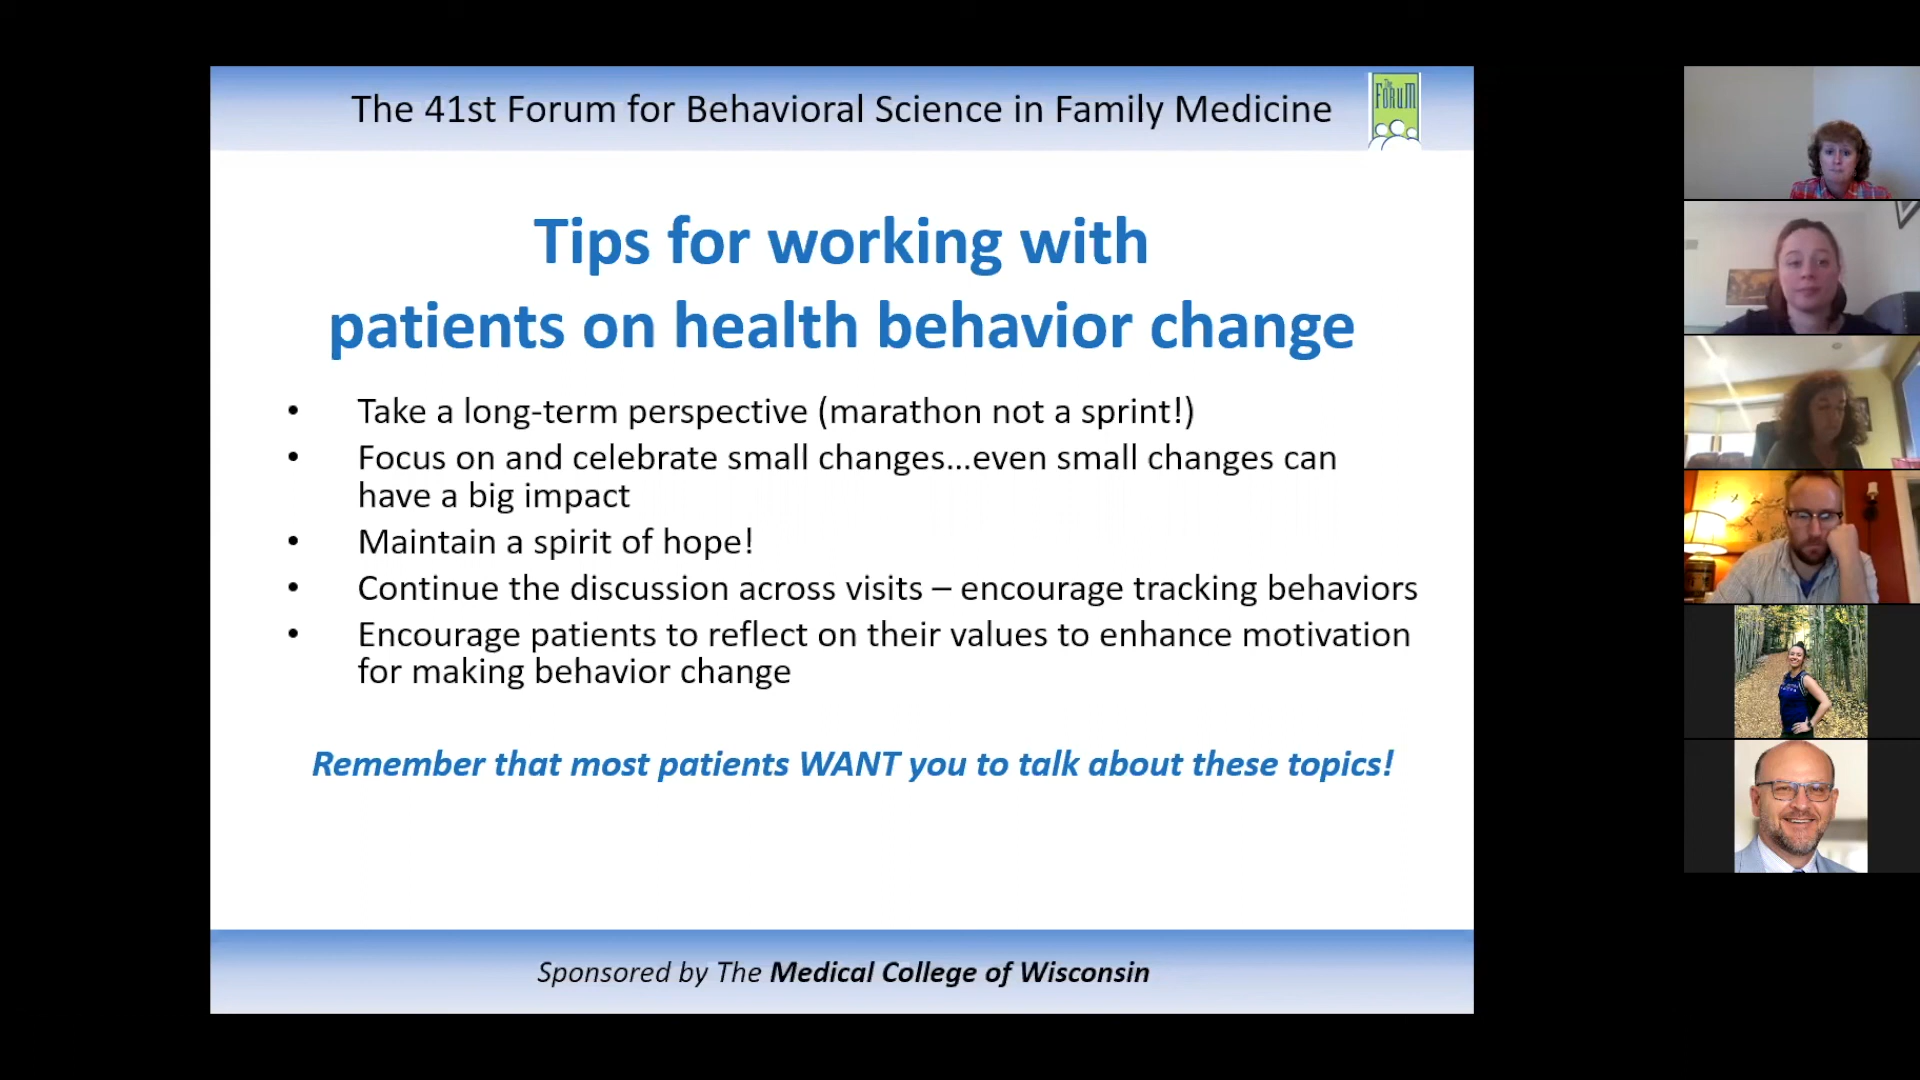 The 41st Forum for Behavioral Science in Family Medicine
The
FORUM
Tips for working with
patients on health behavior change
• Take a long-term perspective (marathon not a sprint!)
• Focus on and celebrate small changes...even small changes can
have a big impact
• Maintain a spirit of hope!
• Continue the discussion across visits – encourage tracking behaviors
• Encourage patients to reflect on their values to enhance motivation
for making behavior change
Remember that most patients WANT you to talk about these topics!
Sponsored by The Medical College of Wisconsin